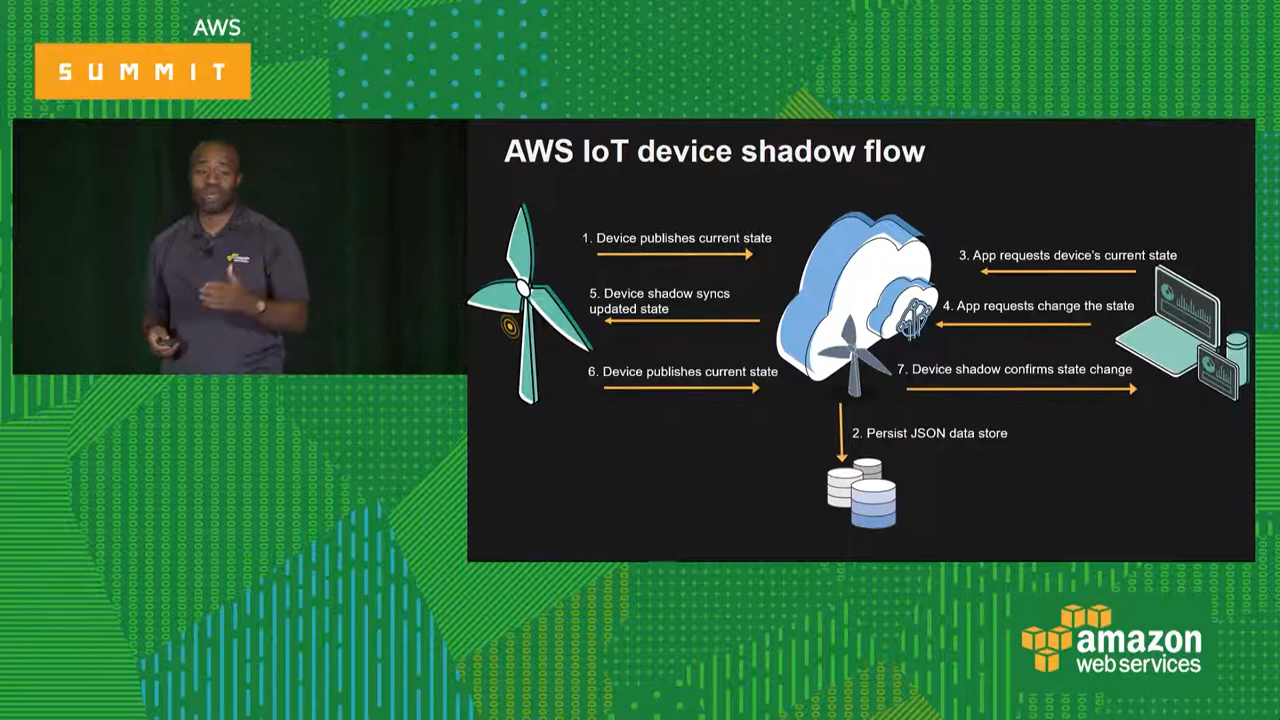 AWS
SUMMIT
AWS IoT device shadow flow
1. Device publishes current state
3. App requests device's current state
5. Device shadow syncs
updated state
4. App requests change the state
6. Device publishes current state
7. Device shadow confirms state change
2. Persist JSON data store
amazon
web services